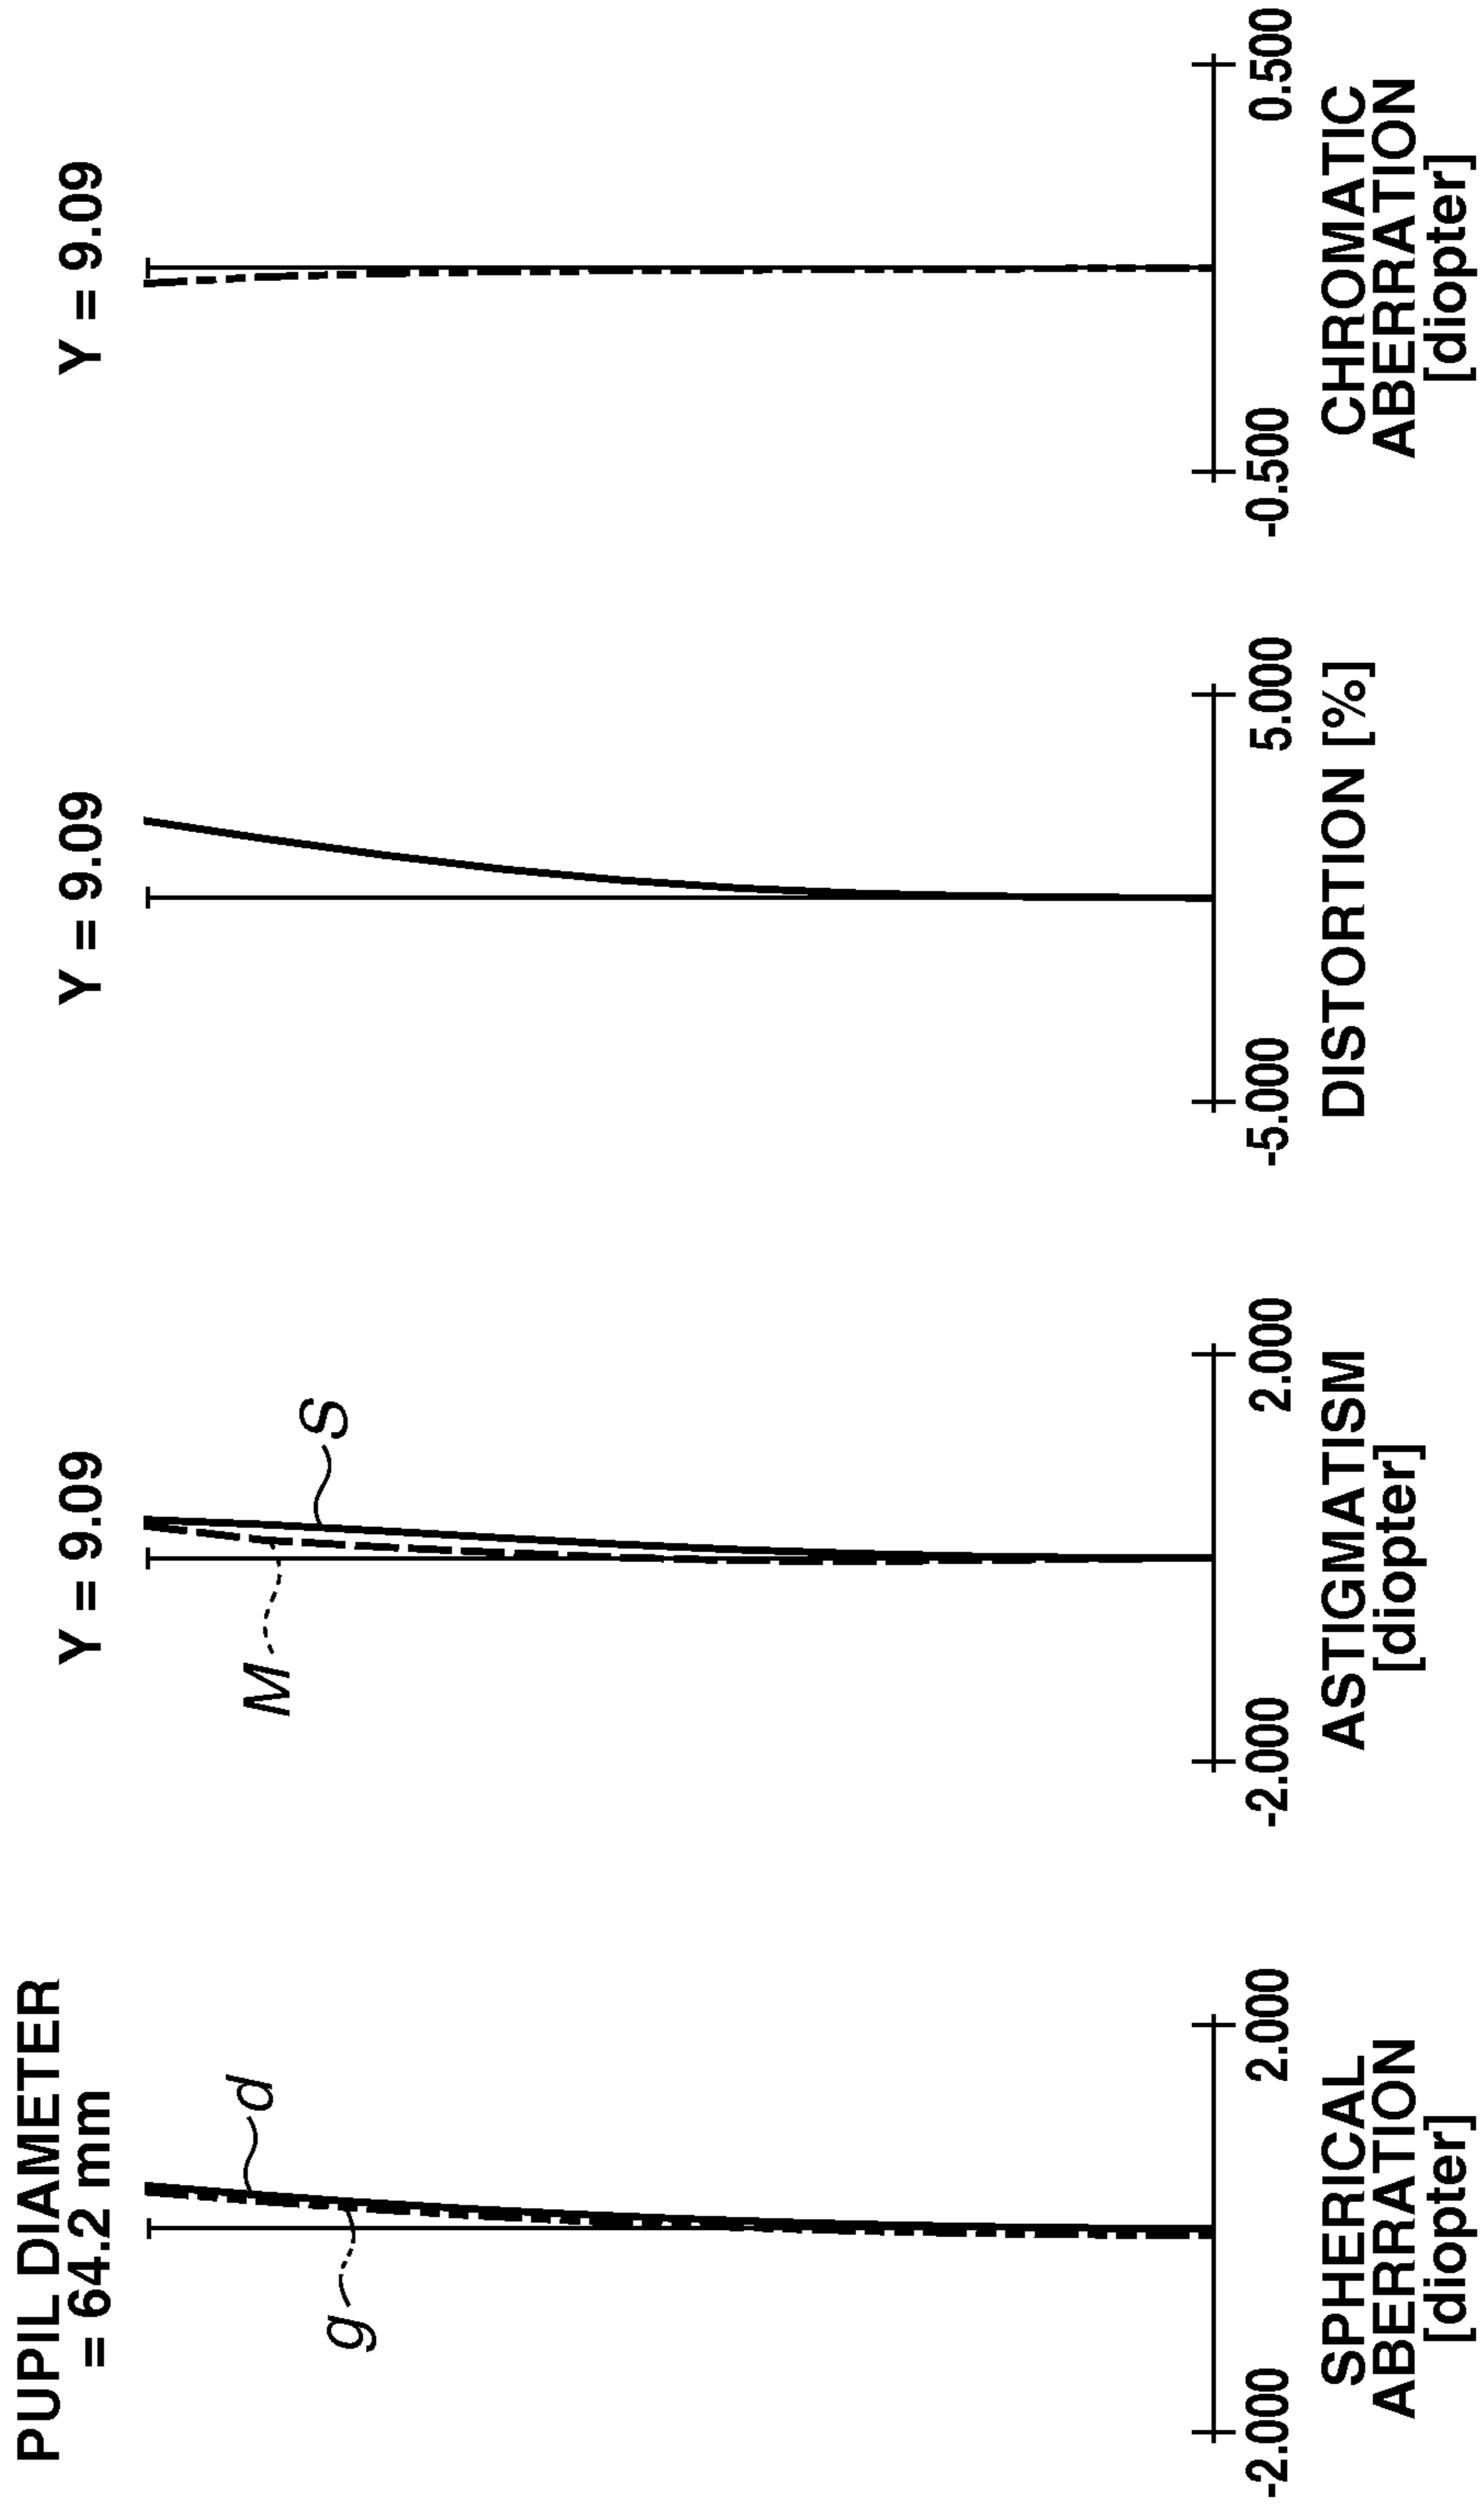 PUPIL DIAMETER
= 64.2 mm
g
d
-2.000
2.000
SPHERICAL
ABERRATION
[diopter]
Y = 9.09
M
S
-2.000
2.000
ASTIGMATISM
[diopter]
Y = 9.09
-5.000
5.000
DISTORTION [%]
Y = 9.09
-0.500
0.500
CHROMATIC
ABERRATION
[diopter]